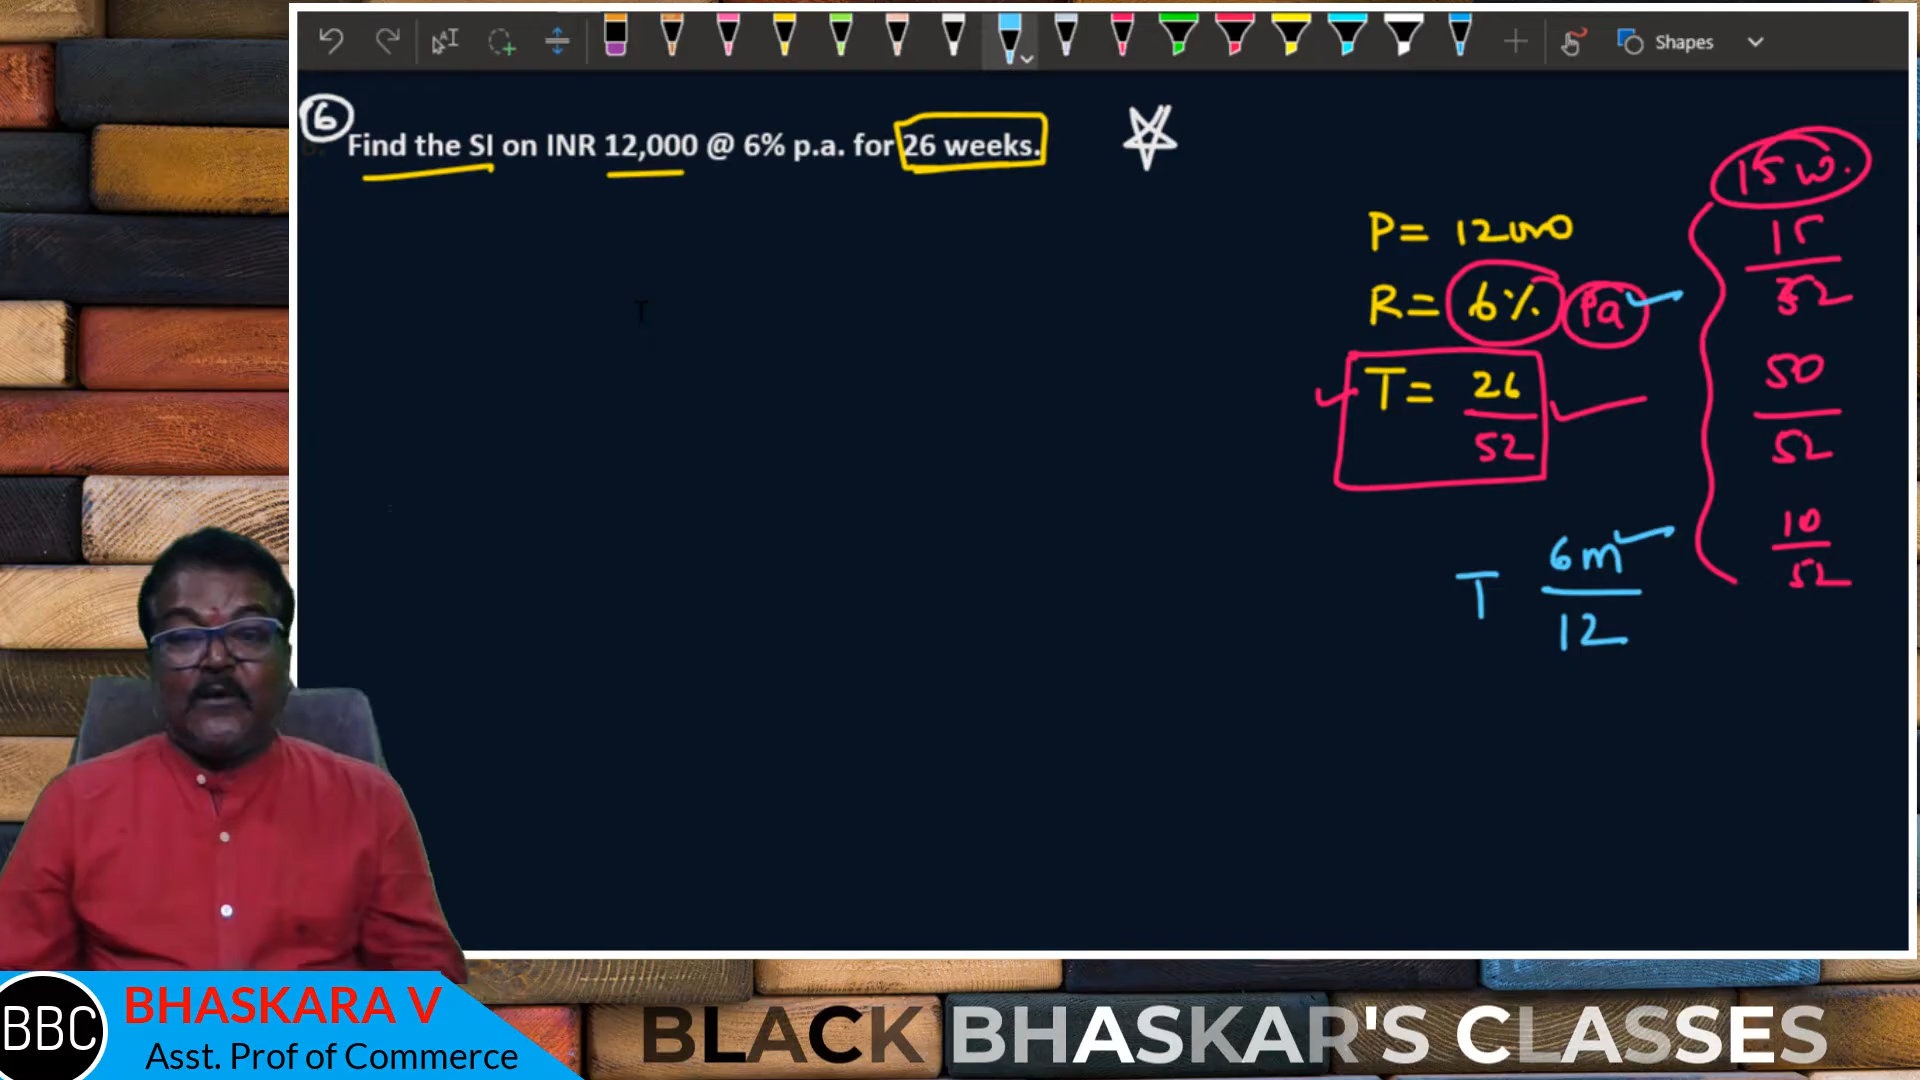 Shapes
6
Find the SI on INR 12,000 @ 6% p.a. for 26 weeks.
15 w.
P = 12000
15
52
R = 6% Pa
T = 26
52
50
52
10
52
T 6m
12
BBC
BHASKARA V
Asst. Prof of Commerce
BLACK BHASKAR'S CLASSES